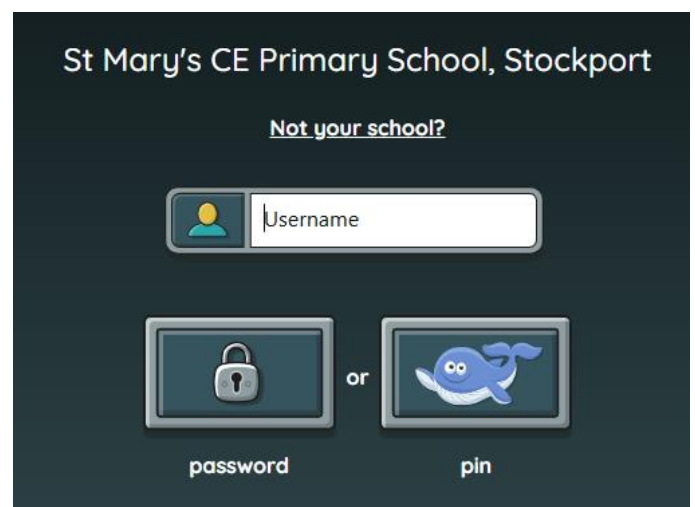 St Mary's CE Primary School, Stockport
Not your school?
Username
or
password
pin